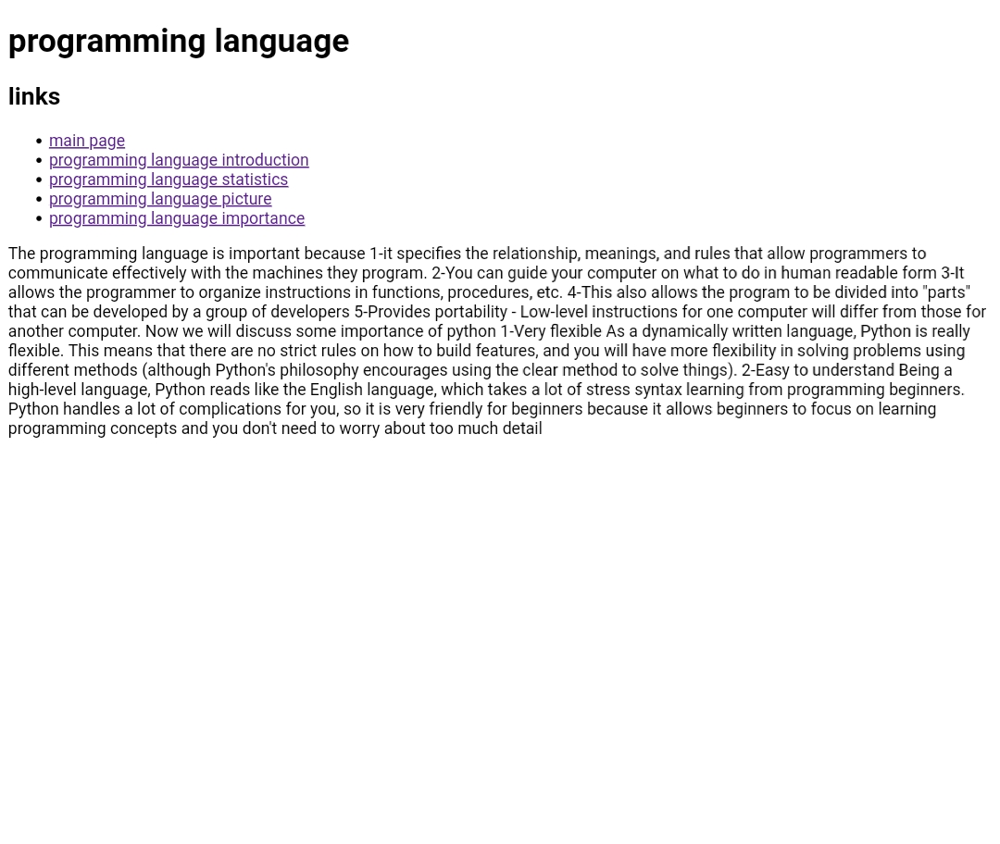 programming language
links
main page
programming language introduction
programming language statistics
programming language picture
programming language importance
The programming language is important because 1-it specifies the relationship, meanings, and rules that allow programmers to
communicate effectively with the machines they program. 2-You can guide your computer on what to do in human readable form 3-It
allows the programmer to organize instructions in functions, procedures, etc. 4-This also allows the program to be divided into "parts"
that can be developed by a group of developers 5-Provides portability - Low-level instructions for one computer will differ from those for
another computer. Now we will discuss some importance of python 1-Very flexible As a dynamically written language, Python is really
flexible. This means that there are no strict rules on how to build features, and you will have more flexibility in solving problems using
different methods (although Python's philosophy encourages using the clear method to solve things). 2-Easy to understand Being a
high-level language, Python reads like the English language, which takes a lot of stress syntax learning from programming beginners.
Python handles a lot of complications for you, so it is very friendly for beginners because it allows beginners to focus on learning
programming concepts and you don't need to worry about too much detail